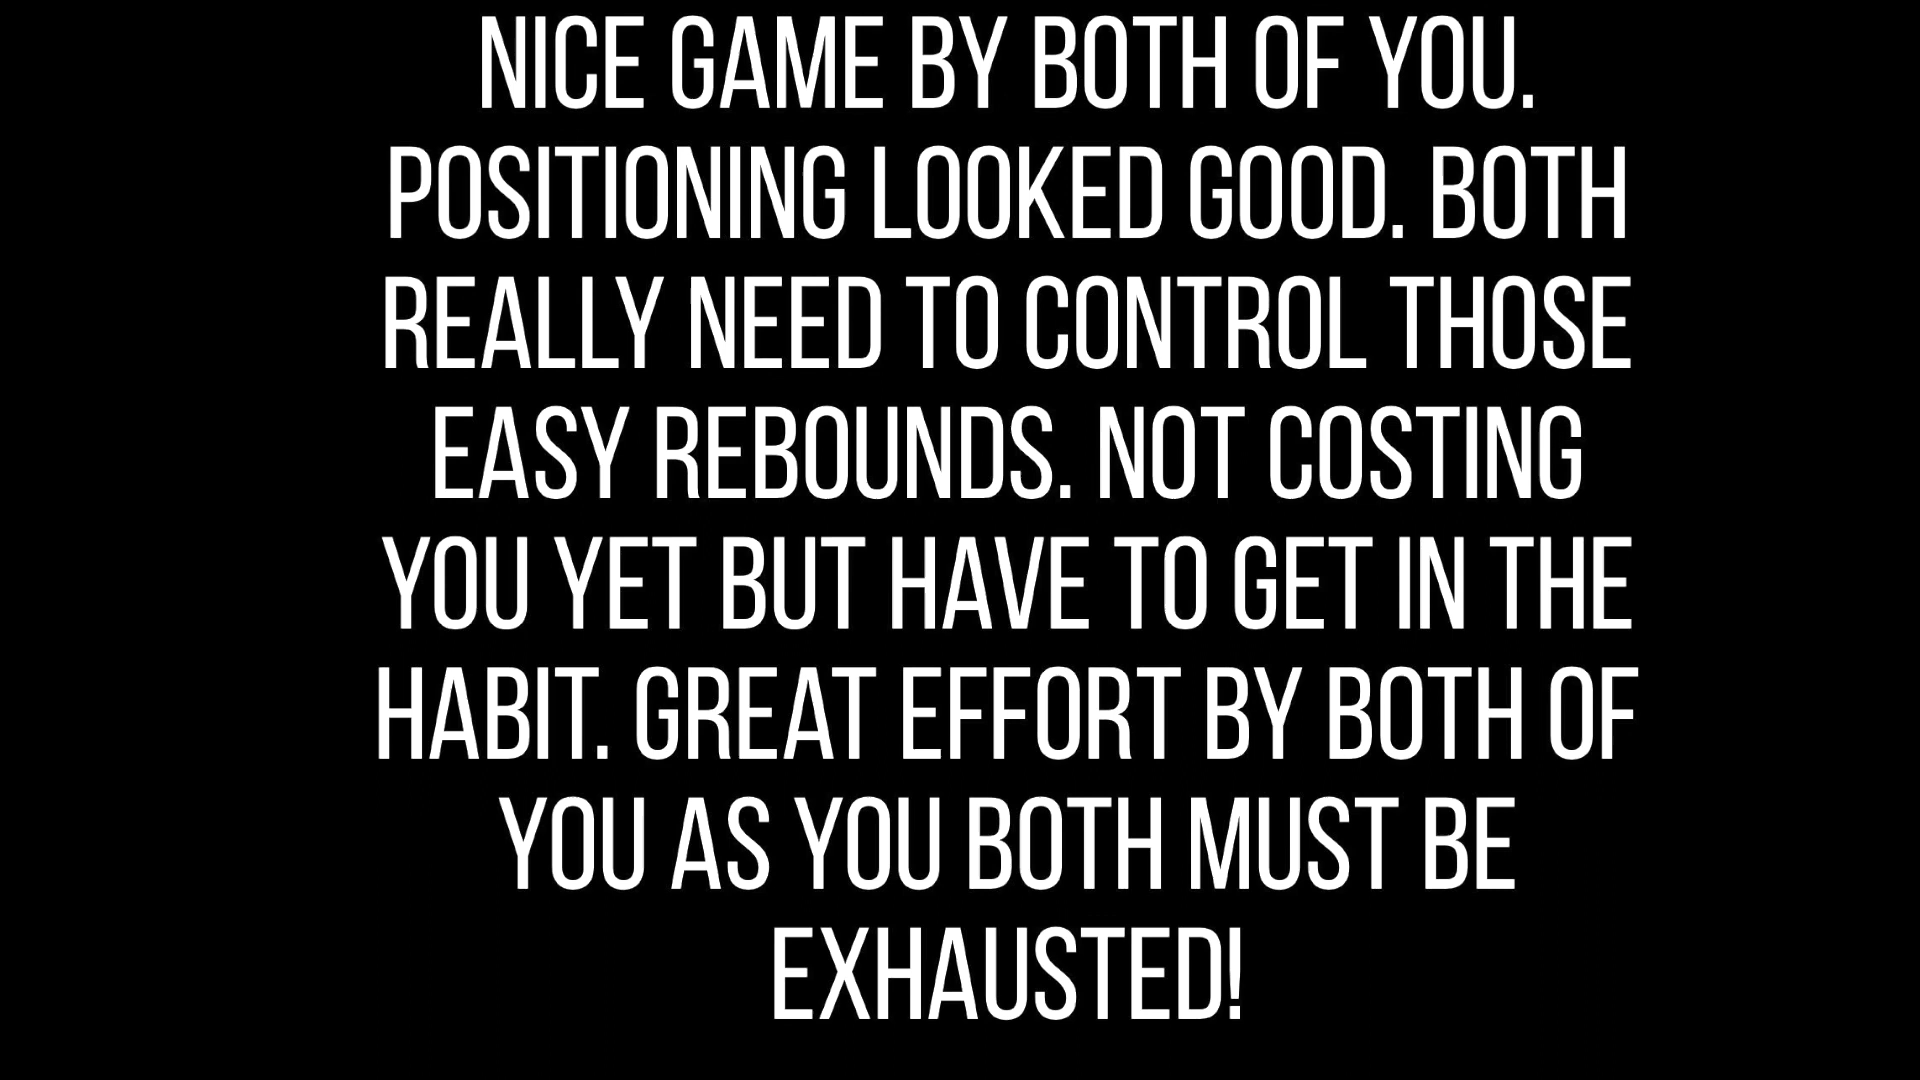 NICE GAME BY BOTH OF YOU.
POSITIONING LOOKED GOOD. BOTH
REALLY NEED TO CONTROL THOSE
EASY REBOUNDS. NOT COSTING
YOU YET BUT HAVE TO GET IN THE
HABIT. GREAT EFFORT BY BOTH OF
YOU AS YOU BOTH MUST BE
EXHAUSTED!